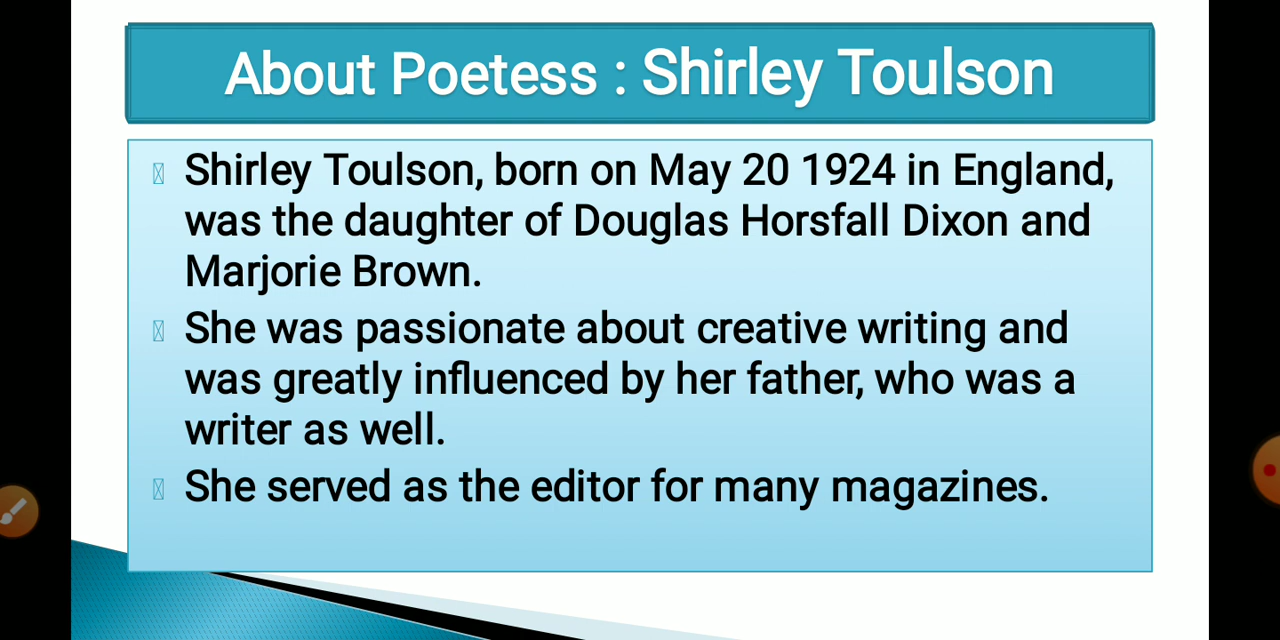 About Poetess : Shirley Toulson
Shirley Toulson, born on May 20 1924 in England,
was the daughter of Douglas Horsfall Dixon and
Marjorie Brown.
She was passionate about creative writing and
was greatly influenced by her father, who was a
writer as well.
She served as the editor for many magazines.